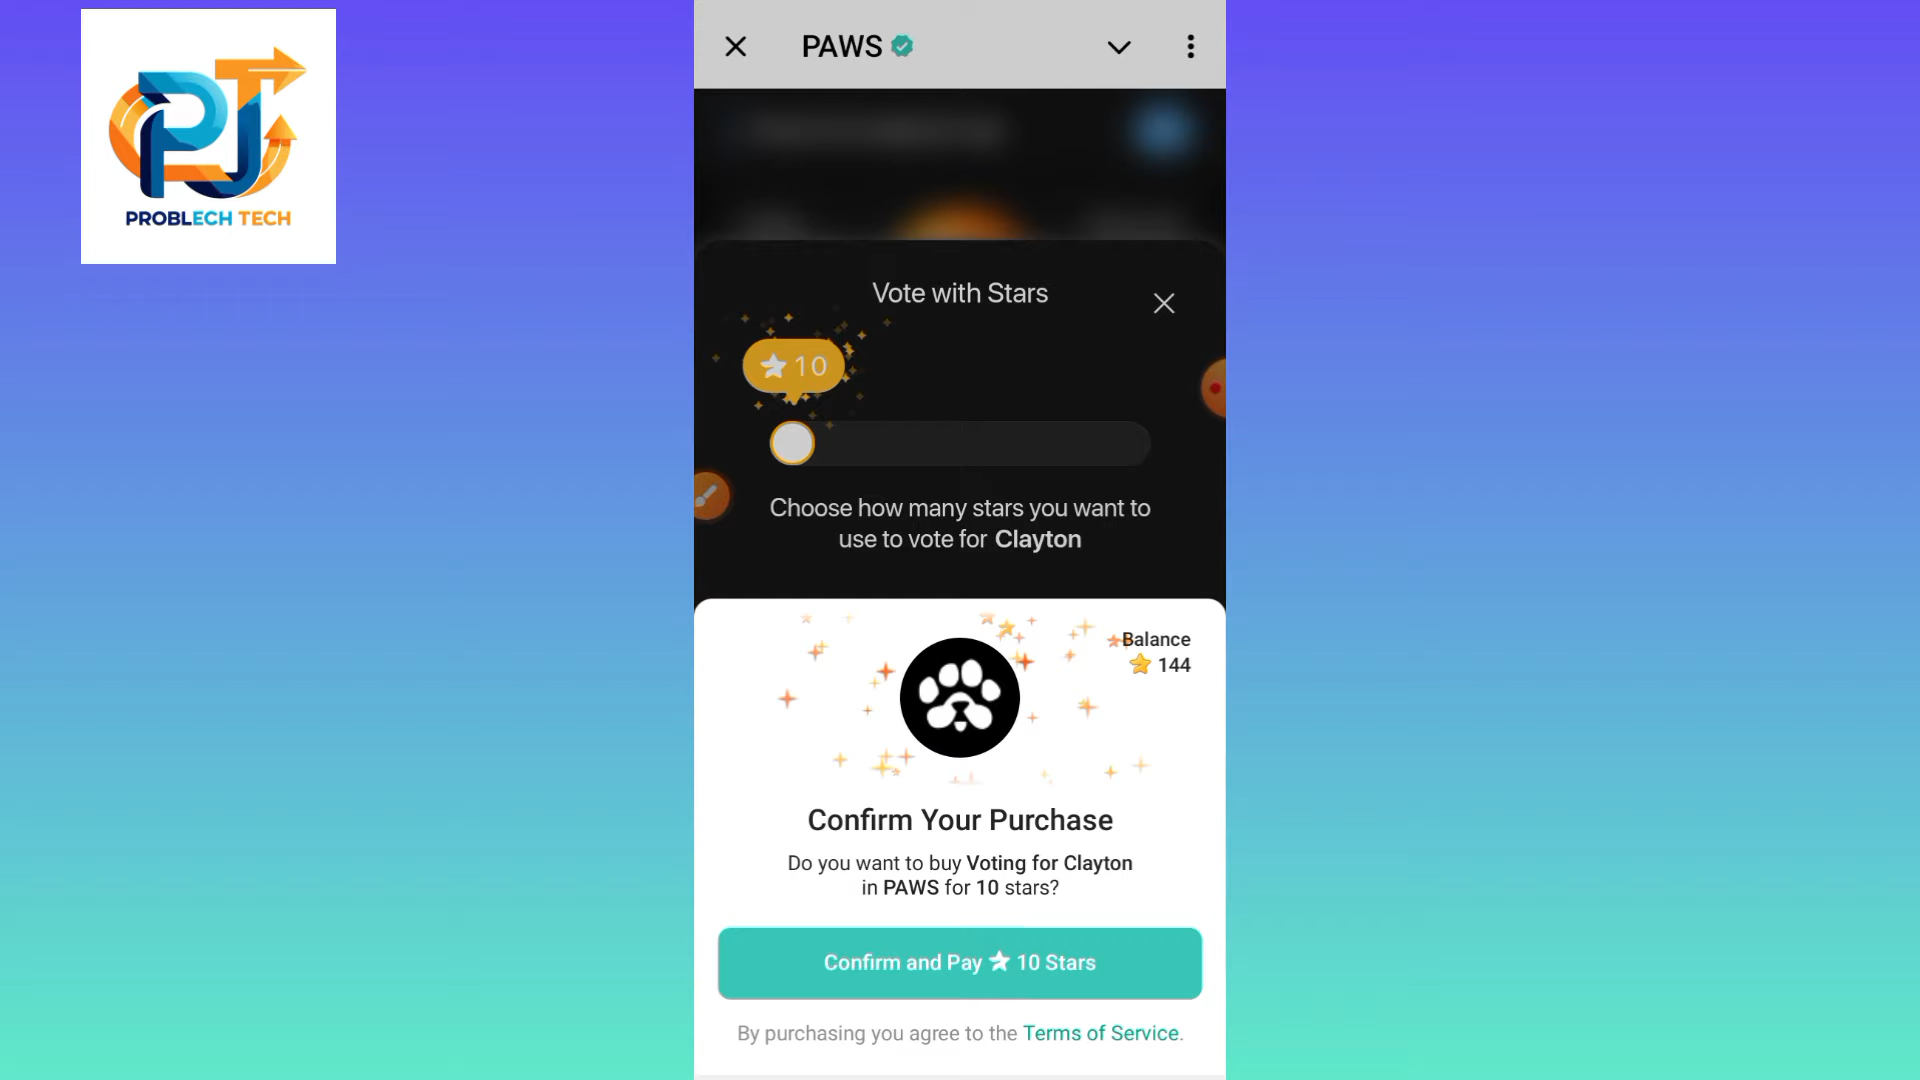 PROBLECH TECH
PAWS
Vote with Stars
10
Choose how many stars you want to
use to vote for Clayton
Balance
144
Confirm Your Purchase
Do you want to buy Voting for Clayton
in PAWS for 10 stars?
Confirm and Pay 10 Stars
By purchasing you agree to the Terms of Service.